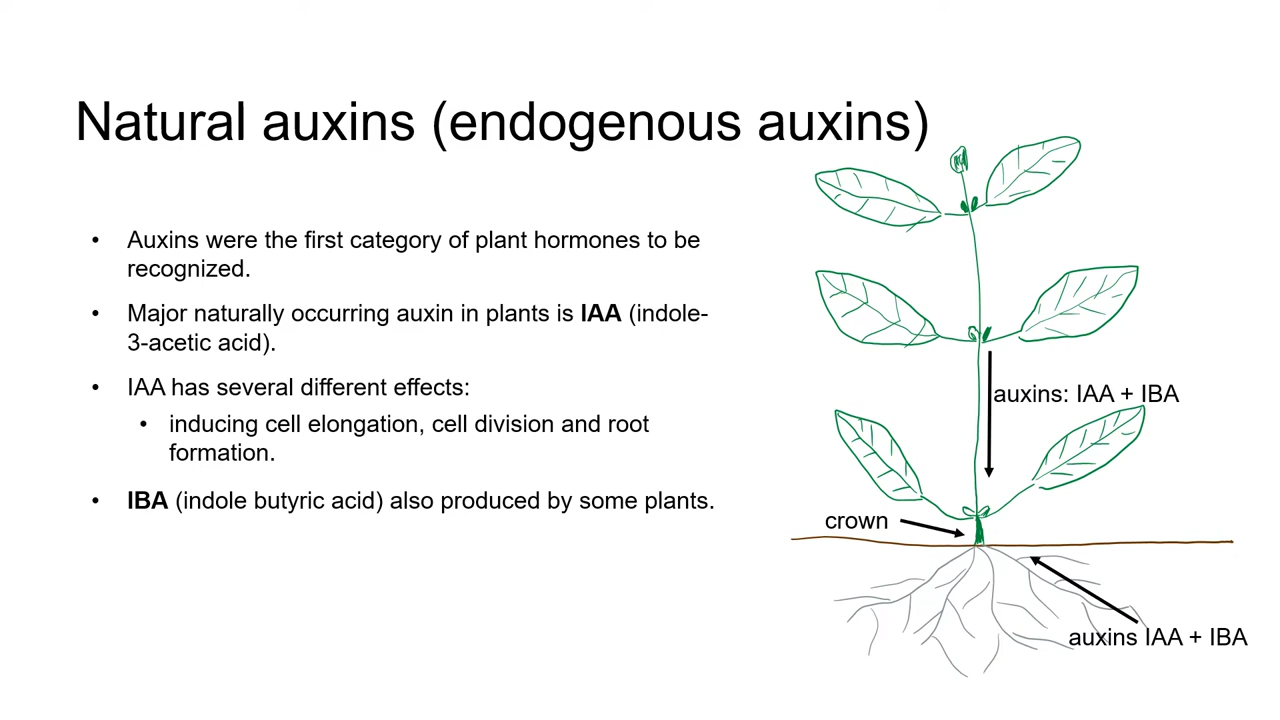 Natural auxins (endogenous auxins)
• Auxins were the first category of plant hormones to be
recognized.
• Major naturally occurring auxin in plants is IAA (indole-
3-acetic acid).
• IAA has several different effects:
• inducing cell elongation, cell division and root
formation.
• IBA (indole butyric acid) also produced by some plants.
auxins: IAA + IBA
crown
auxins IAA + IBA